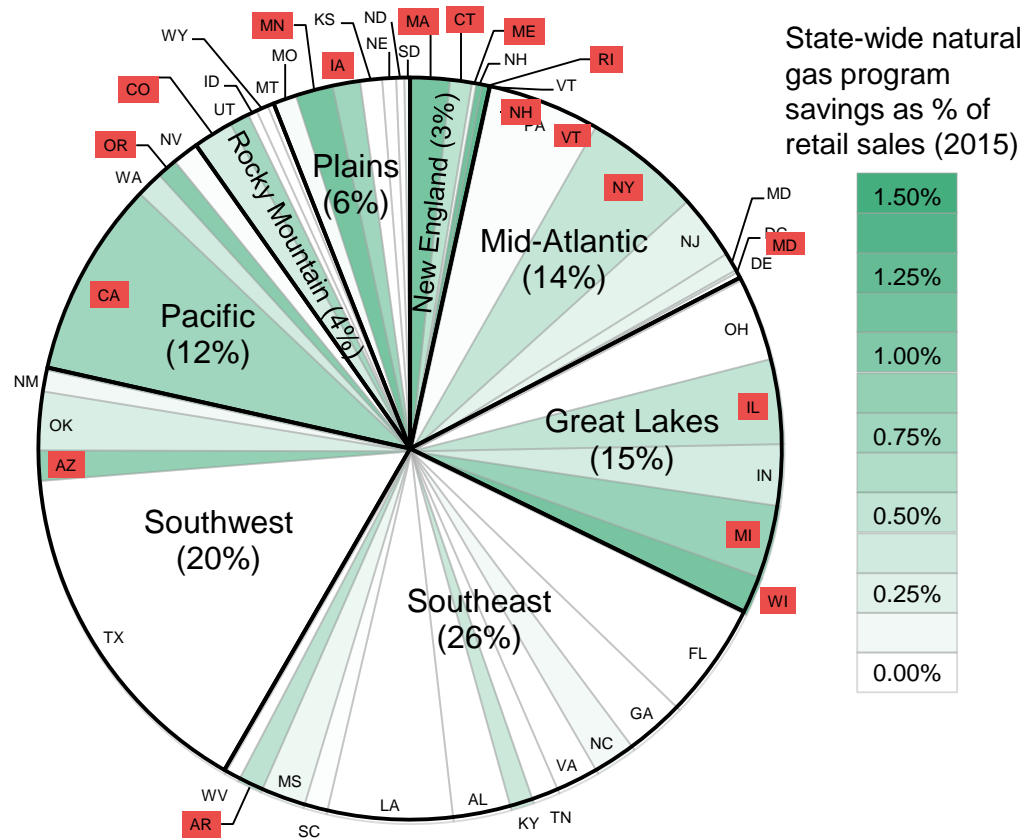 State-wide natural
gas program
savings as % of
retail sales (2015)
1.50%
1.25%
1.00%
0.75%
0.50%
0.25%
0.00%
New England (3%)
MA
CT
ME
NH
RI
VT
NH
PA
VT
Mid-Atlantic
(14%)
NY
NJ
MD
MD
DE
Great Lakes
(15%)
OH
IL
IN
MI
WI
Southeast
(26%)
FL
GA
NC
VA
TN
KY
AL
LA
SC
MS
AR
WV
Southwest
(20%)
TX
AZ
OK
NM
Pacific
(12%)
CA
WA
OR
NV
Rocky Mountain (4%)
CO
UT
ID
WY
MT
Plains
(6%)
MO
MN
IA
KS
NE
ND
SD